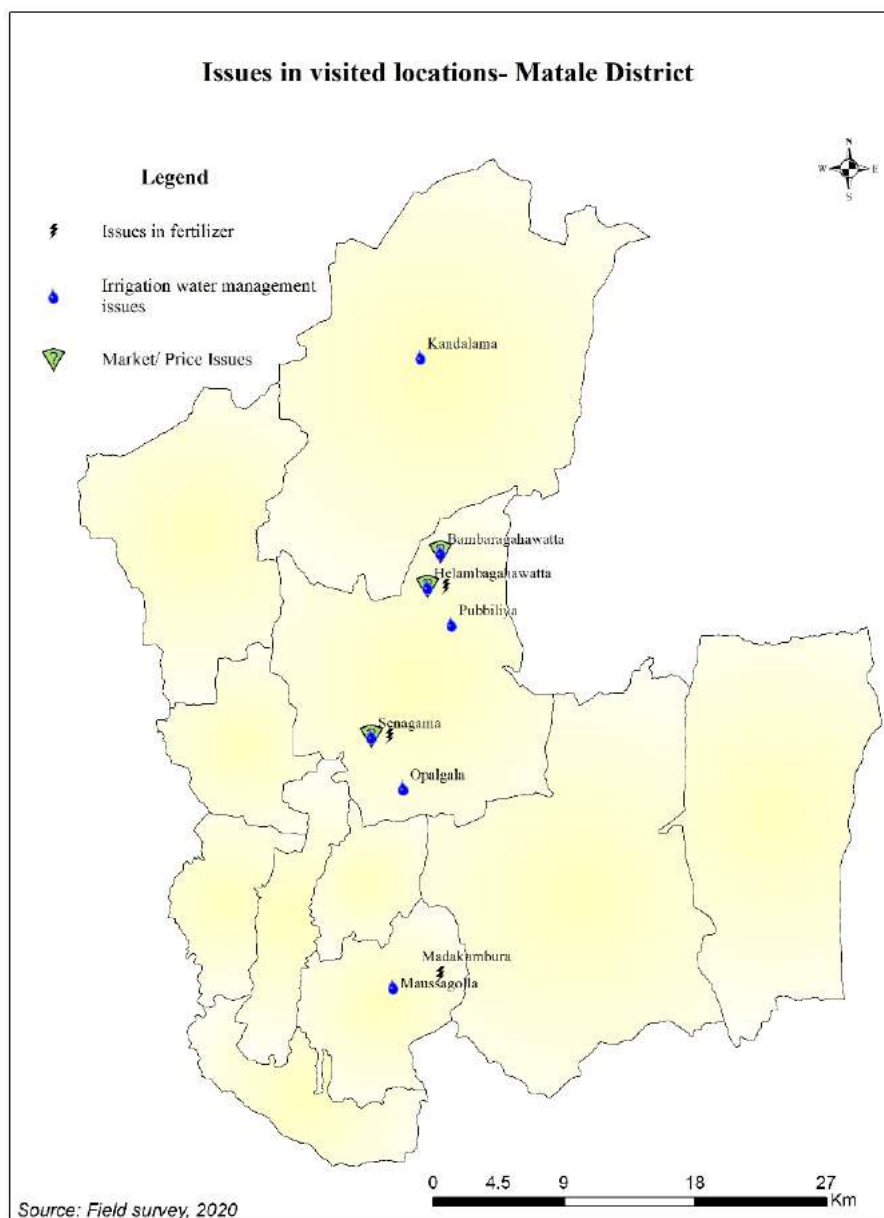 Issues in visited locations- Matale District
N
W E
S
Legend
Issues in fertilizer
Irrigation water management
issues
Market/ Price Issues
Kandalama
Bambaragahawatta
Helambagahawatta
Pubbiliya
Senagama
Opalgala
Madakumbura
Maussagolla
0 4.5 9 18 27
Km
Source: Field survey, 2020